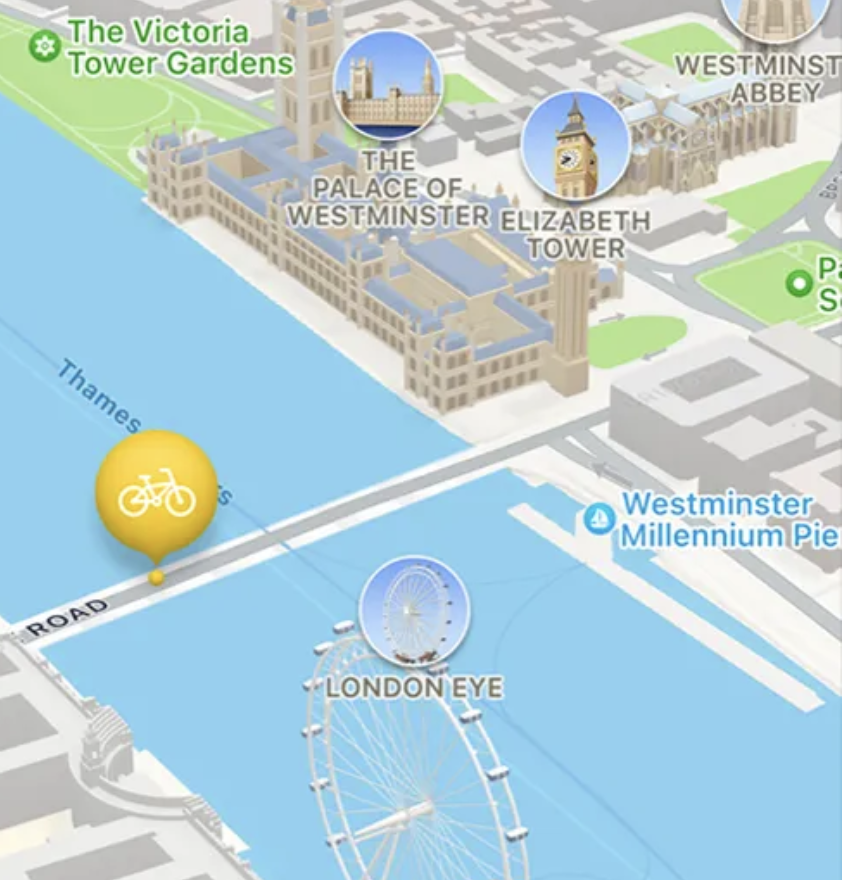 The Victoria
Tower Gardens
WESTMINST
ABBEY
THE
PALACE OF
WESTMINSTER
ELIZABETH
TOWER
Thames
Westminster
Millennium Pie
ROAD
LONDON EYE